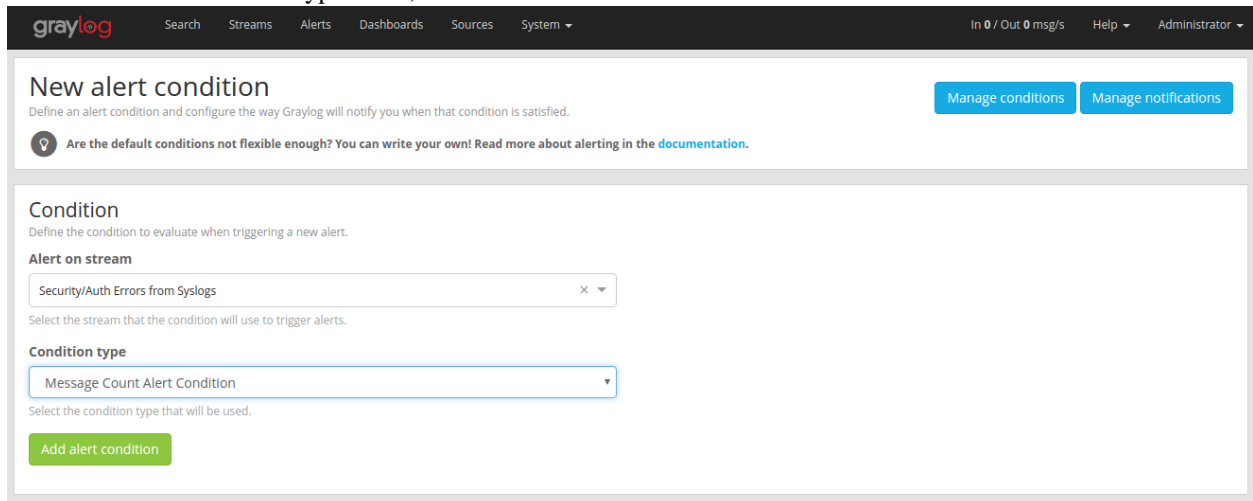 graylog Search Streams Alerts Dashboards Sources System In 0 / Out 0 msg/s Help Administrator
New alert condition
Define an alert condition and configure the way Graylog will notify you when that condition is satisfied.
Manage conditions Manage notifications
Are the default conditions not flexible enough? You can write your own! Read more about alerting in the documentation.
Condition
Define the condition to evaluate when triggering a new alert.
Alert on stream
Security/Auth Errors from Syslogs
Select the stream that the condition will use to trigger alerts.
Condition type
Message Count Alert Condition
Select the condition type that will be used.
Add alert condition